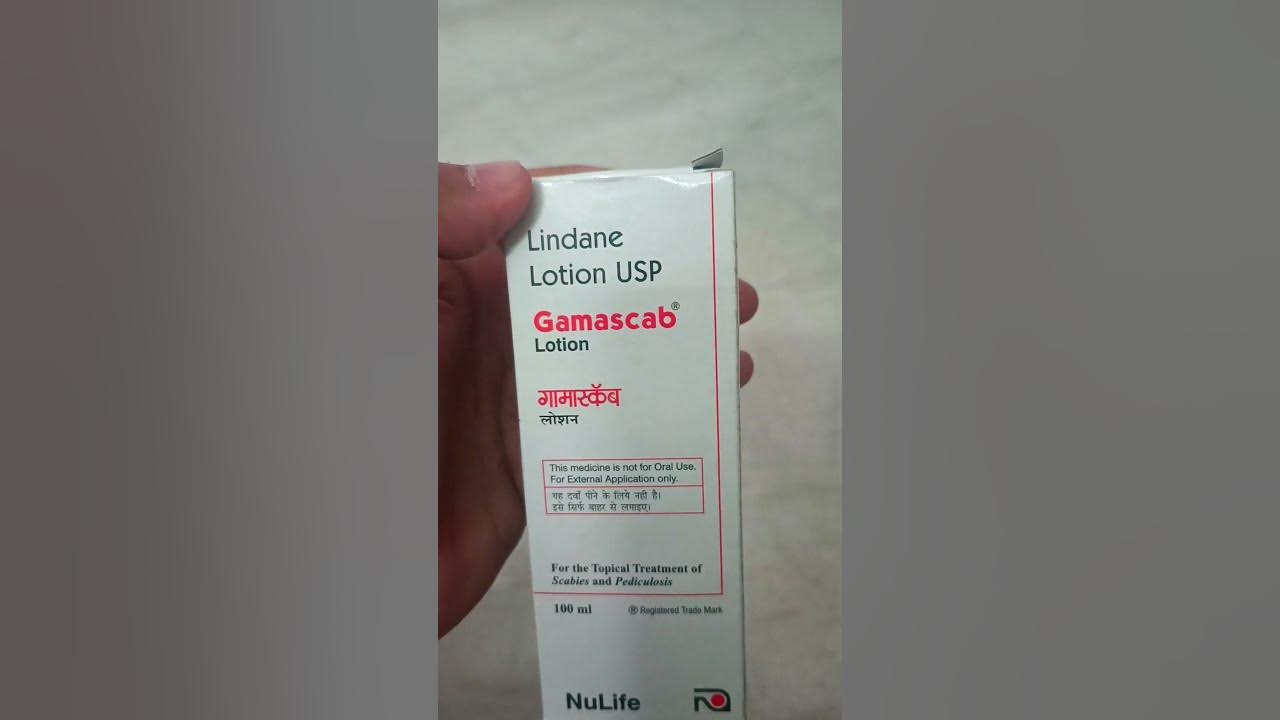 Lindane
Lotion USP
Gamascab®
Lotion
गामास्कॅब
लोशन
This medicine is not for Oral Use.
For External Application only.
यह दवाँ पीने के लिये नही है।
इसे सिर्फ बाहर से लगाइए।
For the Topical Treatment of
Scabies and Pediculosis
100 ml ® Registered Trade Mark
NuLife